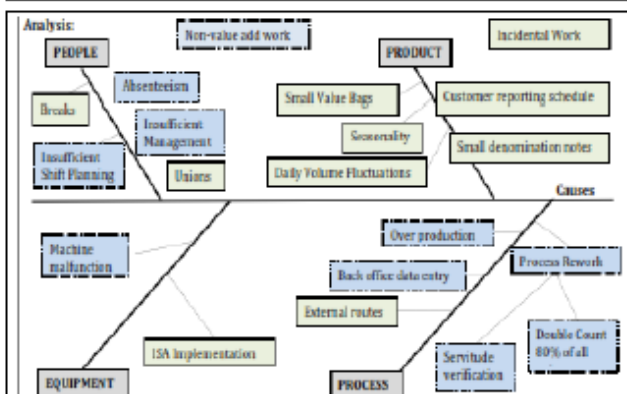 Analysis:
Non-value add work
Incidental Work
PEOPLE
PRODUCT
Absenteeism
Breaks
Insufficient
Management
Insufficient
Shift Planning
Unions
Small Value Bags
Customer reporting schedule
Seasonality
Small denomination notes
Daily Volume Fluctuations
Causes
Machine
malfunction
Over production
Process Rework
Back office data entry
External routes
ISA Implementation
Double Count
80% of all
Servitude
verification
EQUIPMENT
PROCESS